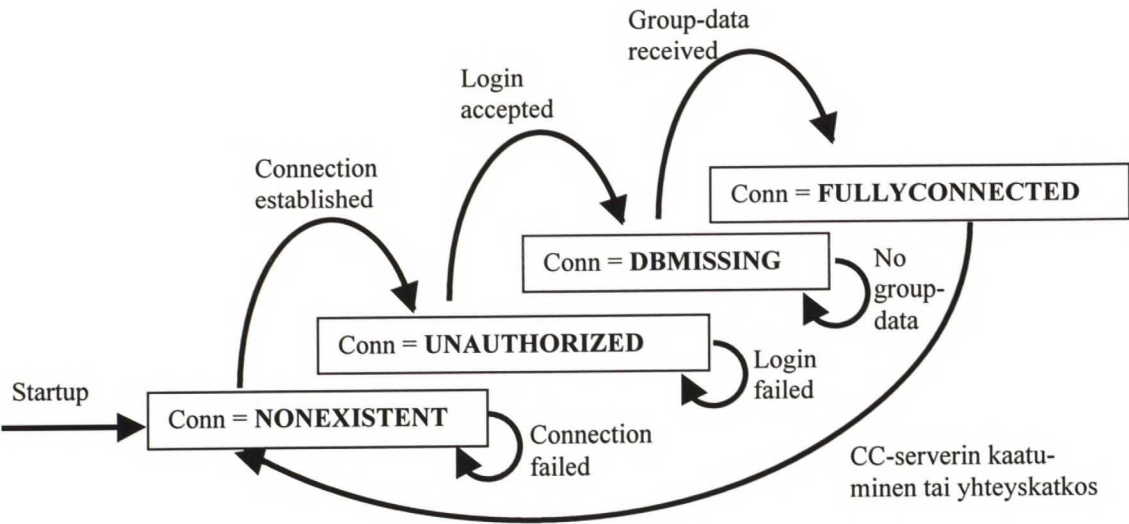 Group-data
received
Login
accepted
Connection
established
Conn = FULLYCONNECTED
Conn = DBMISSING
No
group-
data
Conn = UNAUTHORIZED
Login
failed
Startup
Conn = NONEXISTENT
Connection
failed
CC-serverin kaatu-
minen tai yhteyskatkos